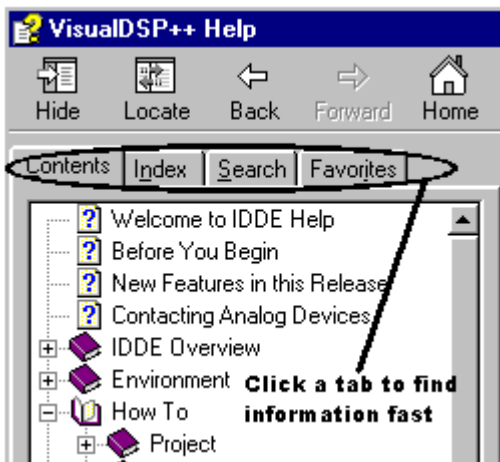 VisualDSP++ Help
Hide Locate Back Forward Home
Contents Index Search Favorites
Welcome to IDDE Help
Before You Begin
New Features in this Release
Contacting Analog Devices
IDDE Overview
Environment
Click a tab to find
How To
information fast
Project